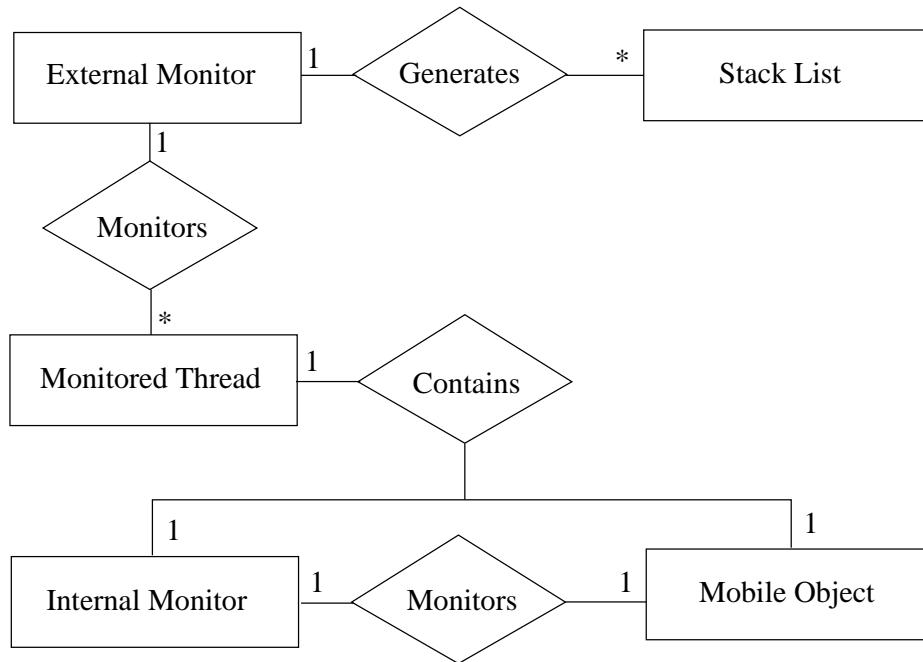 External Monitor
1
Generates
*
Stack List
1
Monitors
*
Monitored Thread
1
Contains
1
1
Internal Monitor
1
Monitors
1
Mobile Object